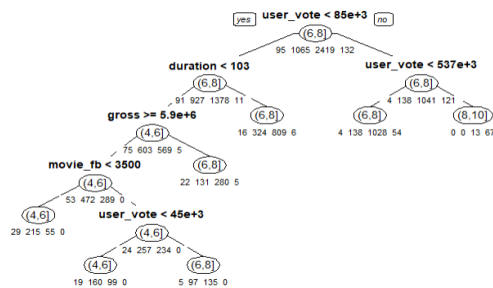 user_vote < 85e+3
yes no
(6,8]
95 1065 2419 132
duration < 103 user_vote < 537e+3
(6,8] (6,8]
91 927 1378 11 4 138 1041 121
gross >= 5.9e+6
(4,6] (6,8] (6,8] (8,10]
75 603 569 5 16 324 809 6 4 138 1028 54 0 0 13 67
movie_fb < 3500
(4,6] (6,8]
53 472 289 0 22 131 280 5
user_vote < 45e+3
(4,6] (4,6]
29 215 55 0 24 257 234 0
(4,6] (6,8]
19 160 99 0 5 97 135 0